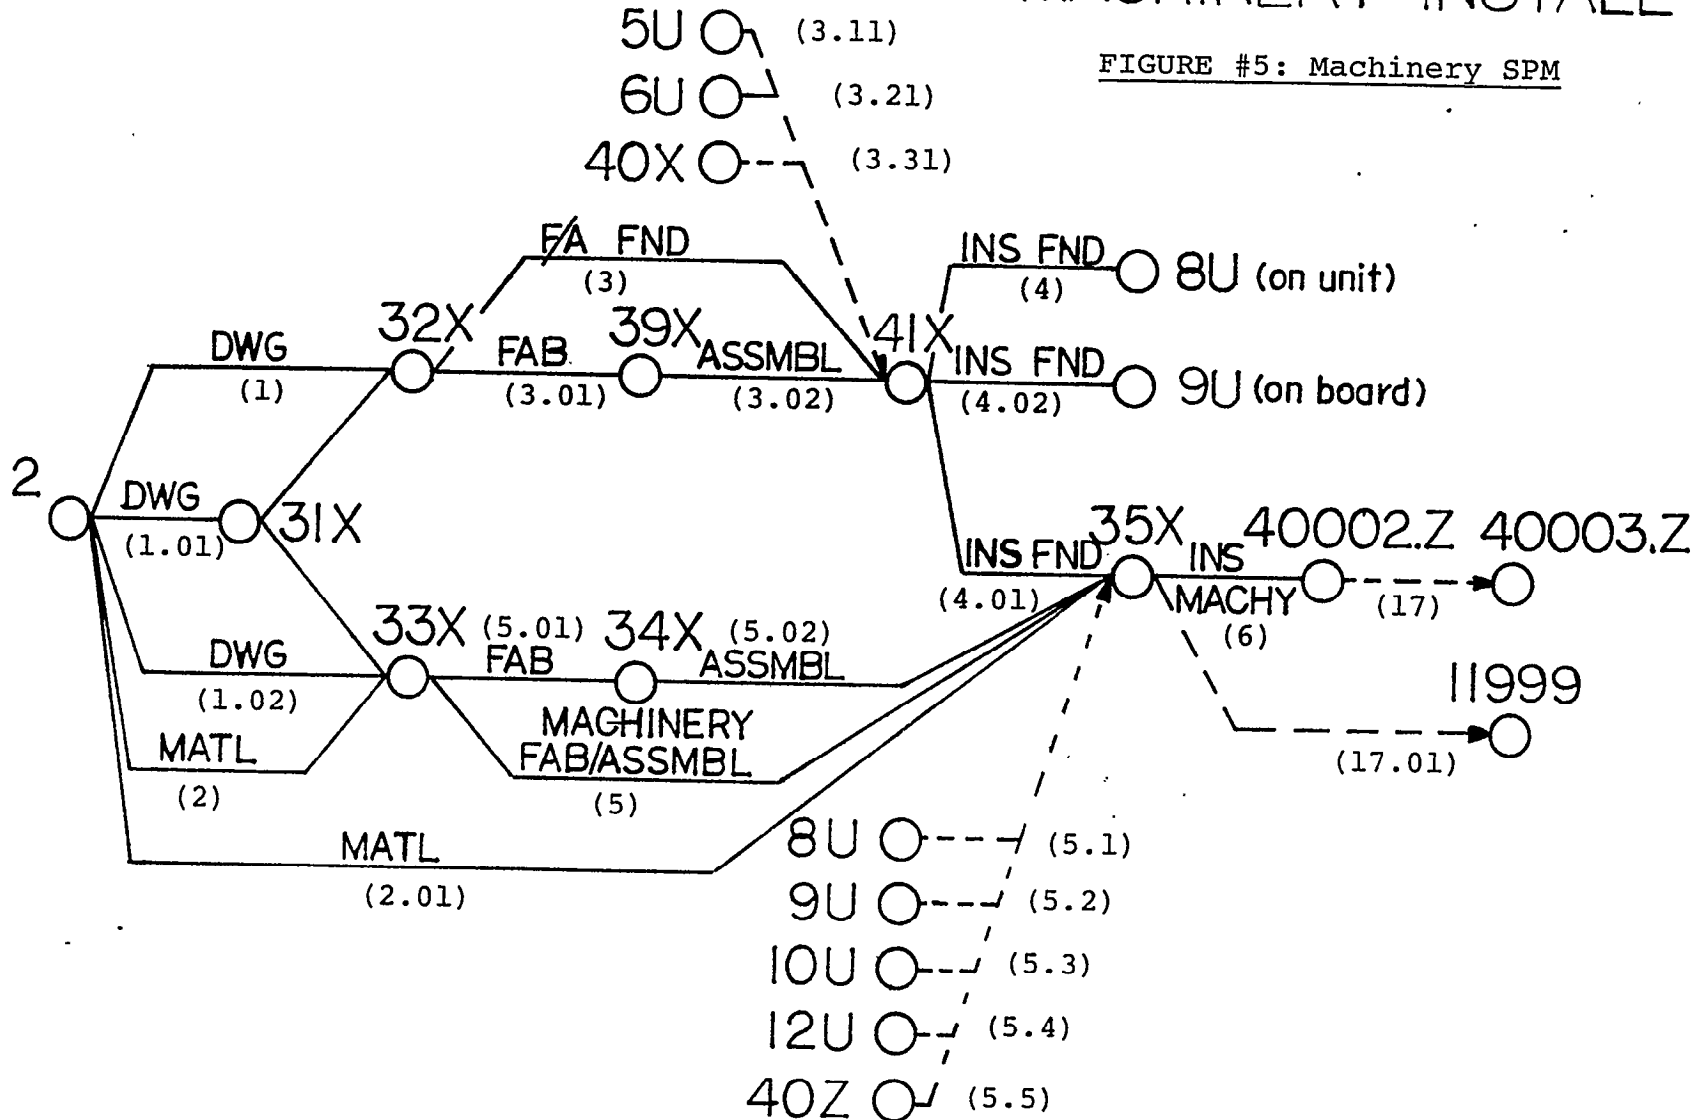 FIGURE #5: Machinery SPM
5U (3.11)
6U (3.21)
40X (3.31)
F/A FND
(3)
INS FND
(4)
8U (on unit)
32X
FAB
(3.01)
39X
ASSMBL
(3.02)
41X
INS FND
(4.02)
9U (on board)
DWG
(1)
2
DWG
(1.01)
31X
INS FND
(4.01)
35X
INS
MACHY
(6)
40002.Z
(17)
40003.Z
DWG
(1.02)
33X
(5.01)
FAB
34X
(5.02)
ASSMBL
11999
(17.01)
MATL
(2)
MACHINERY
FAB/ASSMBL
(5)
MATL
(2.01)
8U (5.1)
9U (5.2)
10U (5.3)
12U (5.4)
40Z (5.5)